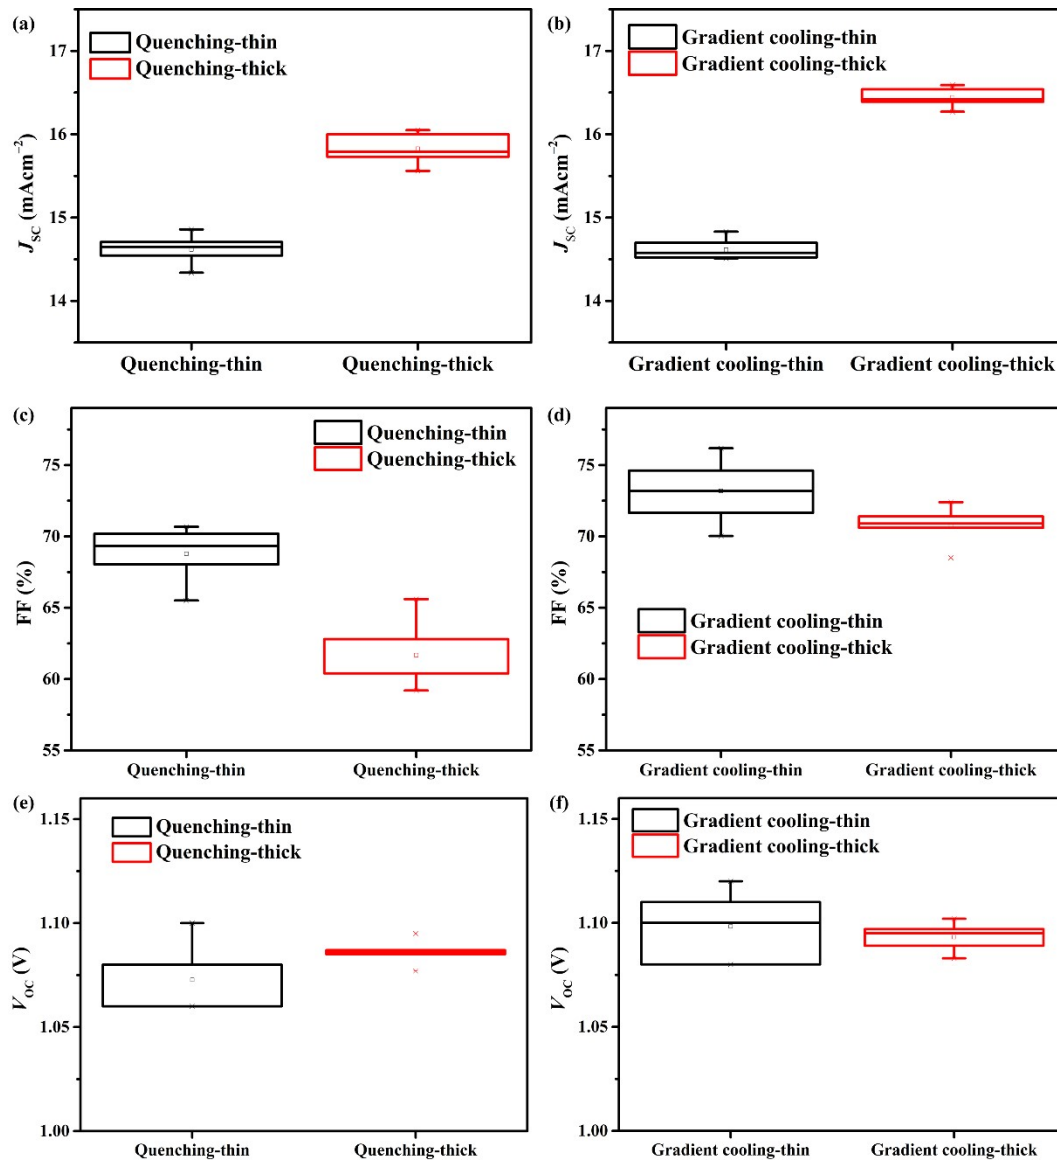 (a)
Quenching-thin
Quenching-thick
17
16
15
14
J_SC (mAcm⁻²)
Quenching-thin
Quenching-thick
(b)
Gradient cooling-thin
Gradient cooling-thick
17
16
15
14
J_SC (mAcm⁻²)
Gradient cooling-thin
Gradient cooling-thick
(c)
Quenching-thin
Quenching-thick
75
70
65
60
55
FF (%)
Quenching-thin
Quenching-thick
(d)
Gradient cooling-thin
Gradient cooling-thick
75
70
65
60
55
FF (%)
Gradient cooling-thin
Gradient cooling-thick
(e)
Quenching-thin
Quenching-thick
1.15
1.10
1.05
1.00
V_OC (V)
Quenching-thin
Quenching-thick
(f)
Gradient cooling-thin
Gradient cooling-thick
1.15
1.10
1.05
1.00
V_OC (V)
Gradient cooling-thin
Gradient cooling-thick